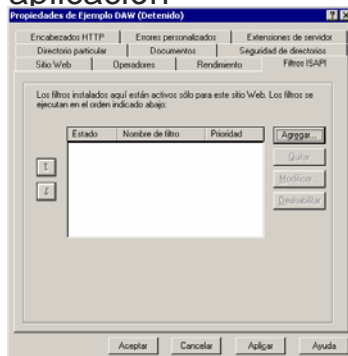 aplicación
Propiedades de Ejemplo DAW (Detenido)
Encabezados HTTP Errores personalizados Extensiones de servidor
Directorio particular Documentos Seguridad de directorios
Sitio Web Operadores Rendimiento Filtros ISAPI
Los filtros instalados aquí están activos sólo para este sitio Web. Los filtros se
ejecutan en el orden indicado abajo:
Estado Nombre de filtro Prioridad
Agregar...
Quitar
Modificar...
Deshabilitar
Aceptar Cancelar Aplicar Ayuda